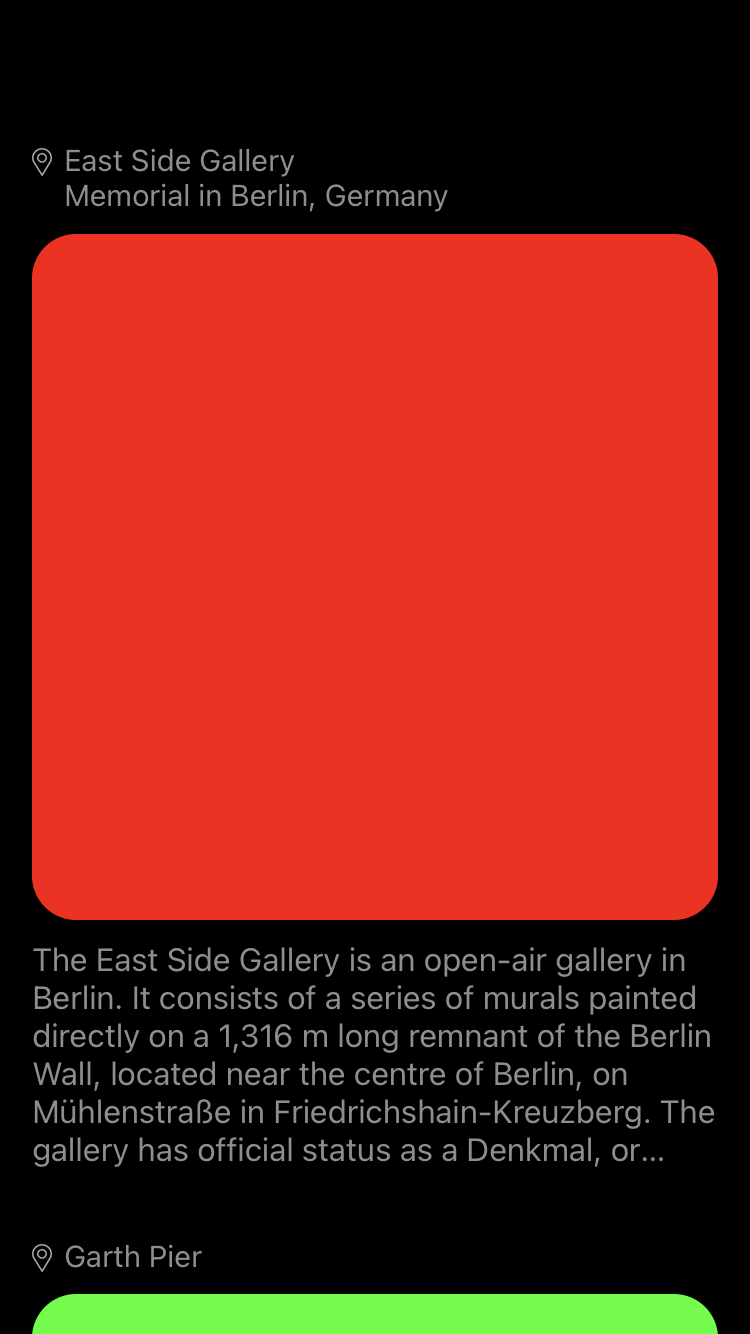 East Side Gallery
Memorial in Berlin, Germany
The East Side Gallery is an open-air gallery in
Berlin. It consists of a series of murals painted
directly on a 1,316 m long remnant of the Berlin
Wall, located near the centre of Berlin, on
Mühlenstraße in Friedrichshain-Kreuzberg. The
gallery has official status as a Denkmal, or...
Garth Pier